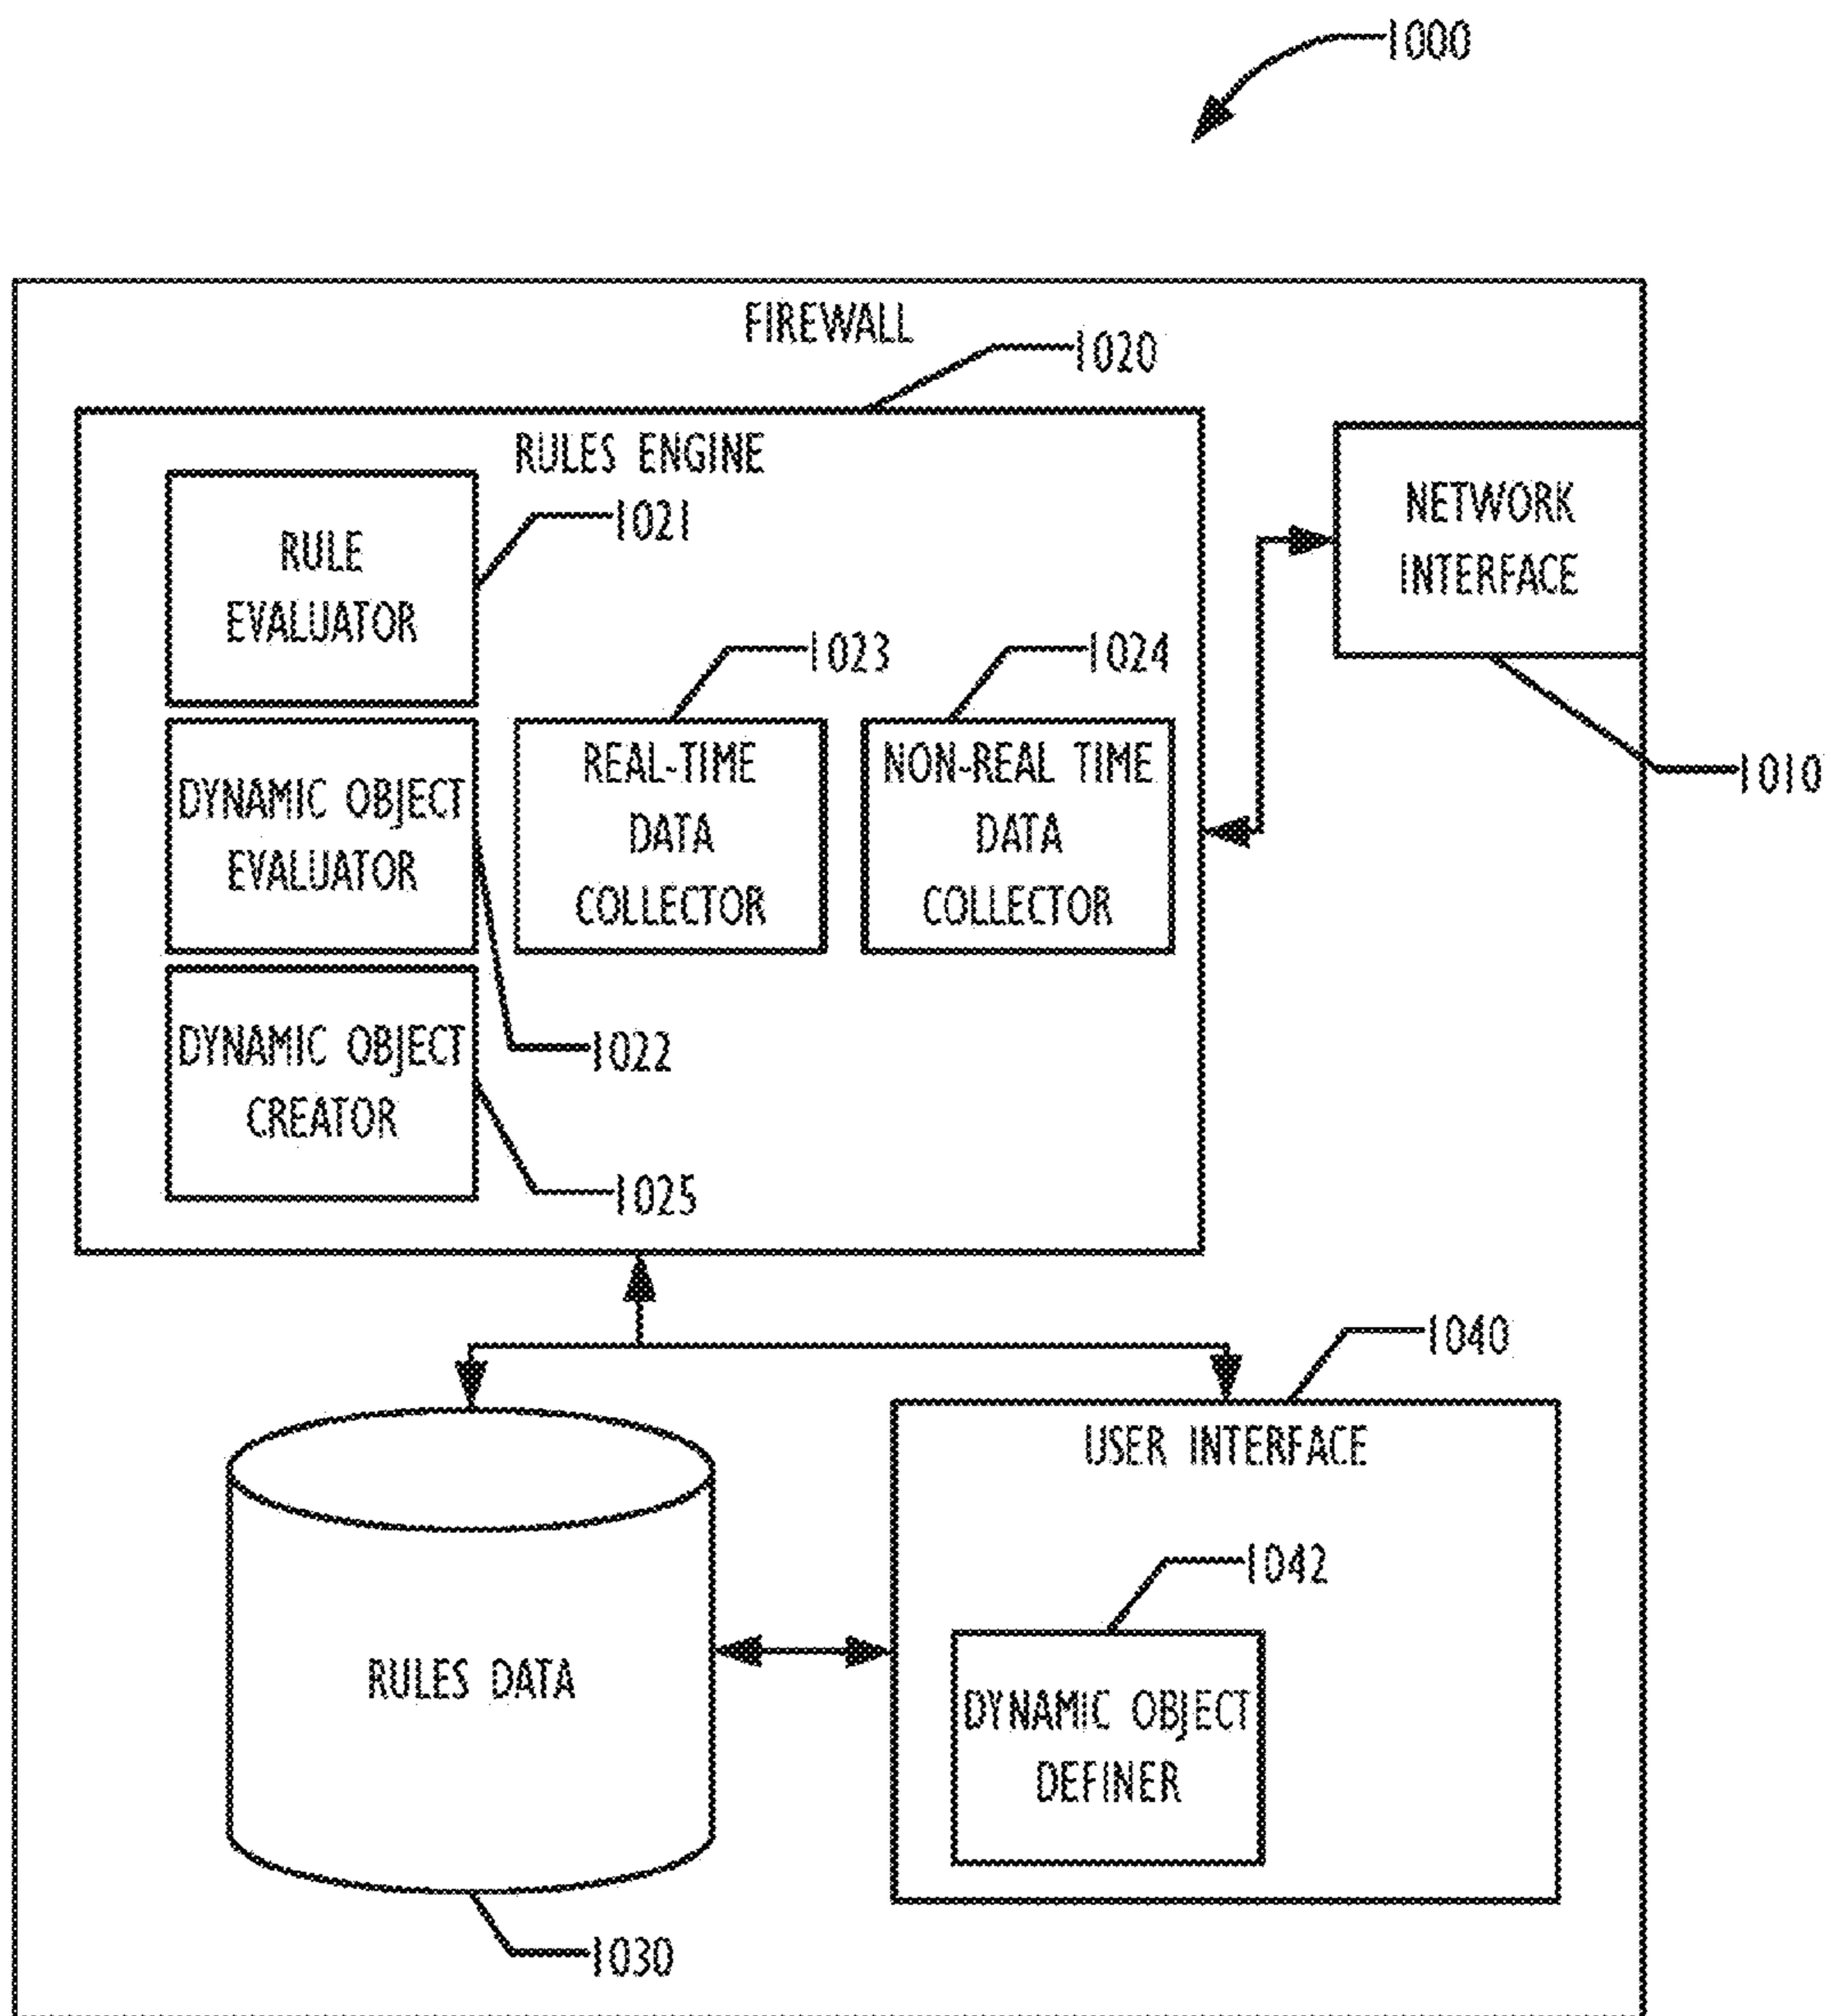 1000
FIREWALL
1020
RULES ENGINE
RULE
EVALUATOR
1021
NETWORK
INTERFACE
1010
1023
1024
DYNAMIC OBJECT
EVALUATOR
REAL-TIME
DATA
COLLECTOR
NON-REAL TIME
DATA
COLLECTOR
1022
DYNAMIC OBJECT
CREATOR
1025
1040
USER INTERFACE
1042
RULES DATA
DYNAMIC OBJECT
DEFINER
1030